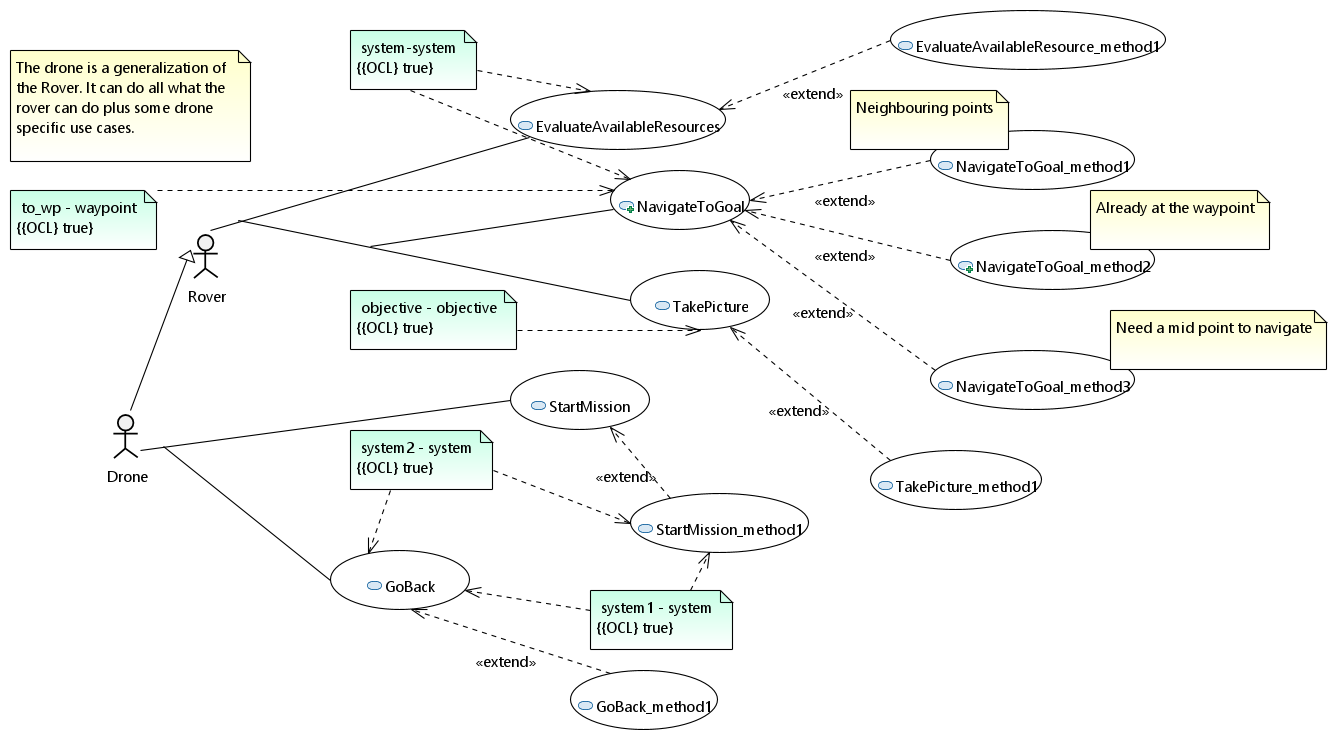 The drone is a generalization of
the Rover. It can do all what the
rover can do plus some drone
specific use cases.
system-system
{{OCL} true}
EvaluateAvailableResource_method1
«extend»
EvaluateAvailableResources
Neighbouring points
NavigateToGoal_method1
to_wp - waypoint
{{OCL} true}
NavigateToGoal
«extend»
Already at the waypoint
NavigateToGoal_method2
«extend»
Rover
objective - objective
{{OCL} true}
TakePicture
«extend»
Need a mid point to navigate
NavigateToGoal_method3
StartMission
«extend»
Drone
system2 - system
{{OCL} true}
«extend»
TakePicture_method1
StartMission_method1
GoBack
system1 - system
{{OCL} true}
«extend»
GoBack_method1